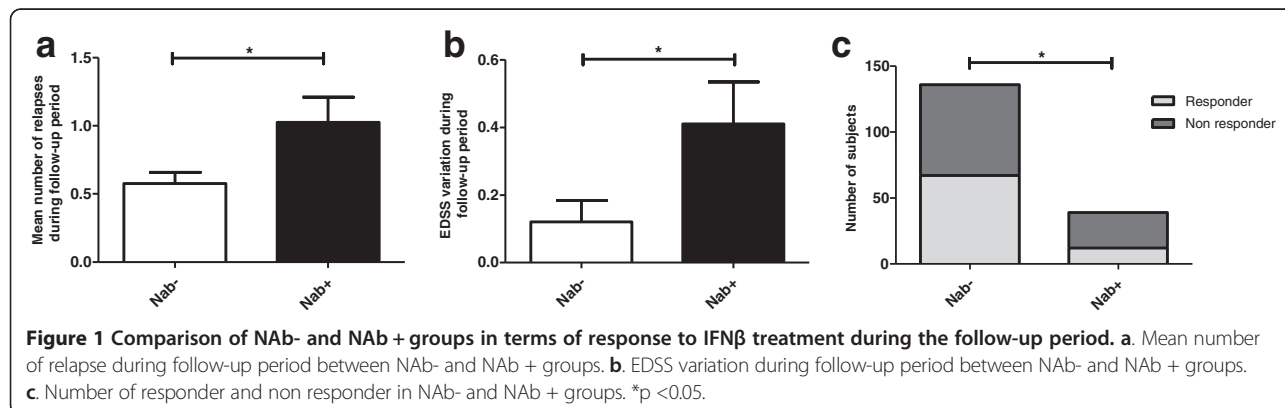 a
Mean number of relapses
during follow-up period
1.5
1.0
0.5
0.0
*
Nab-
Nab+
b
EDSS variation during
follow-up period
0.6
0.4
0.2
0.0
*
Nab-
Nab+
c
Number of subjects
150
100
50
0
*
Nab-
Nab+
Responder
Non responder
Figure 1 Comparison of NAb- and NAb + groups in terms of response to IFNβ treatment during the follow-up period. a. Mean number
of relapse during follow-up period between NAb- and NAb + groups. b. EDSS variation during follow-up period between NAb- and NAb + groups.
c. Number of responder and non responder in NAb- and NAb + groups. *p <0.05.